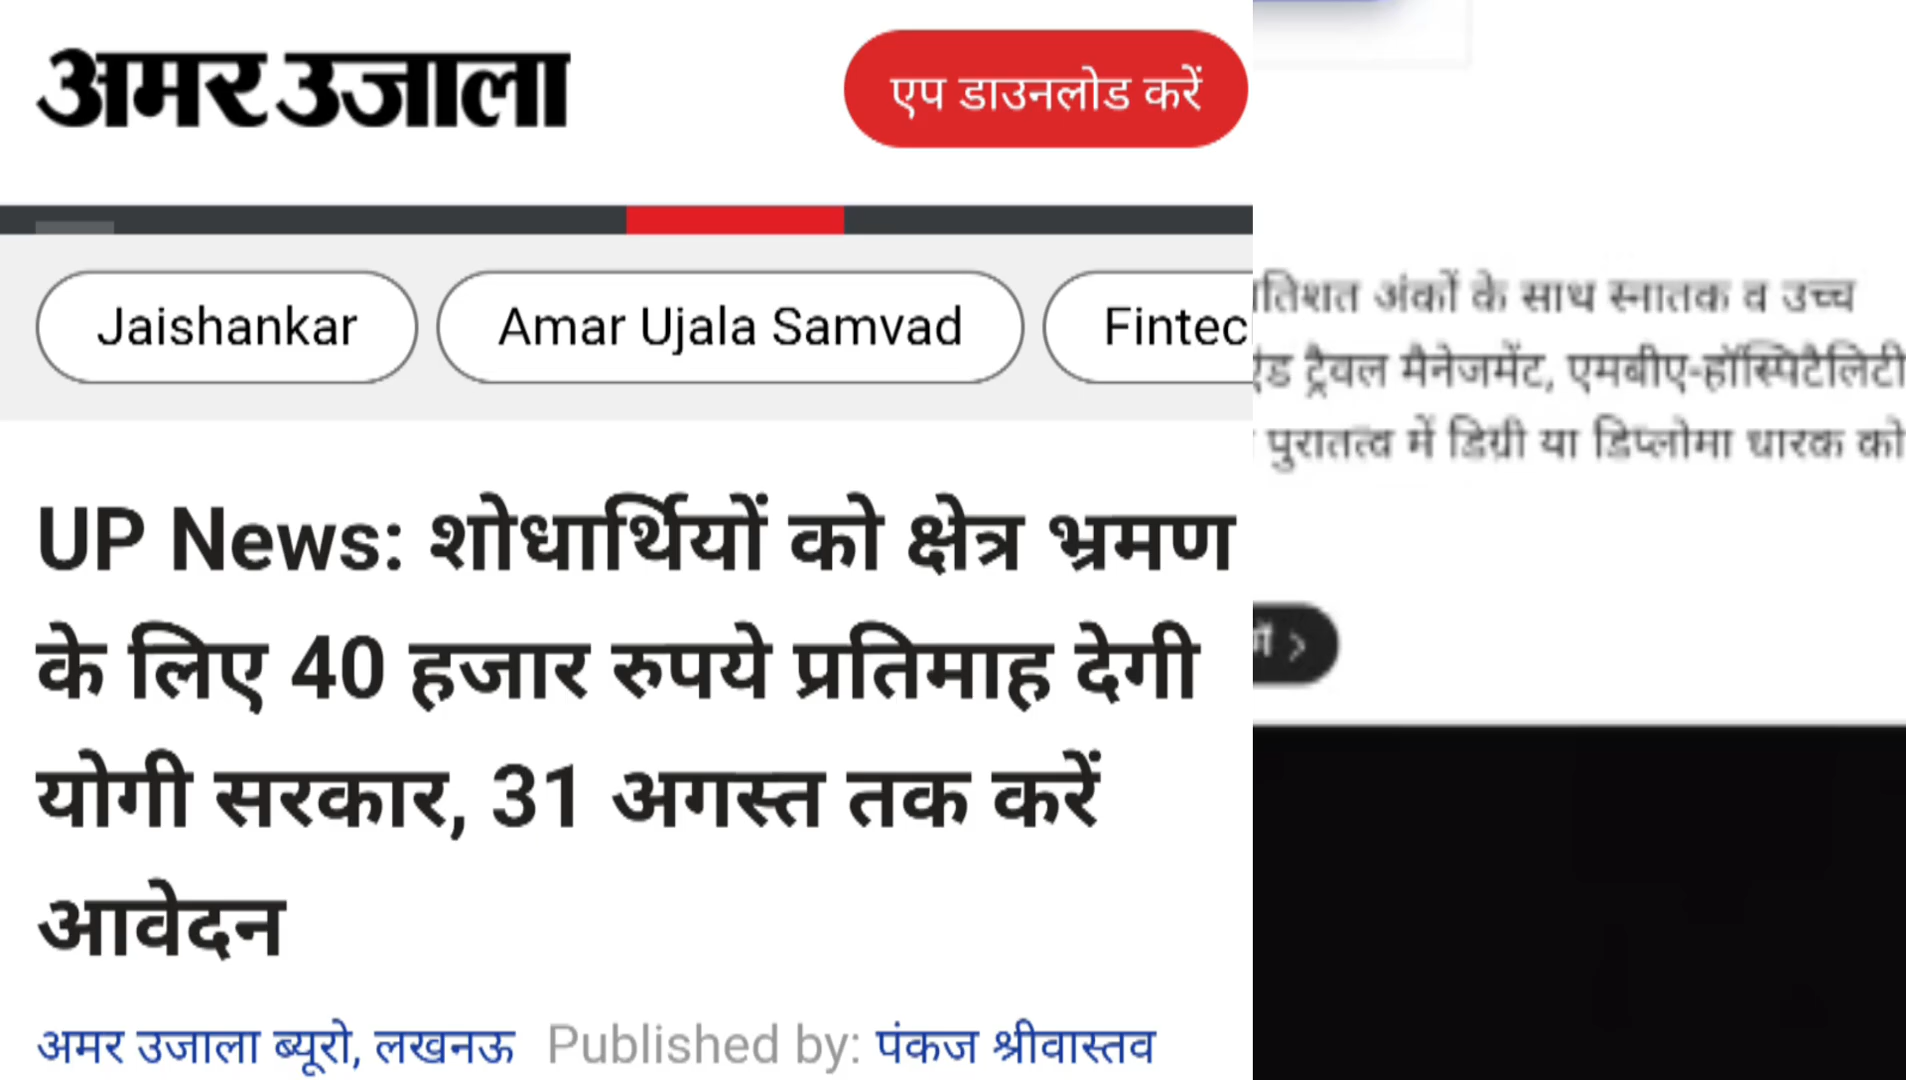 अमर उजाला
एप डाउनलोड करें
Jaishankar
Amar Ujala Samvad
Fintec
UP News: शोधार्थियों को क्षेत्र भ्रमण
के लिए 40 हजार रुपये प्रतिमाह देगी
योगी सरकार, 31 अगस्त तक करें
आवेदन
अमर उजाला ब्यूरो, लखनऊ Published by: पंकज श्रीवास्तव
अंकों के साथ स्नातक व उच्च
ट्रैवल मैनेजमेंट, एमबीए-हॉस्पिटैलिटी
पुरातत्व में डिग्री या डिप्लोमा धारक को